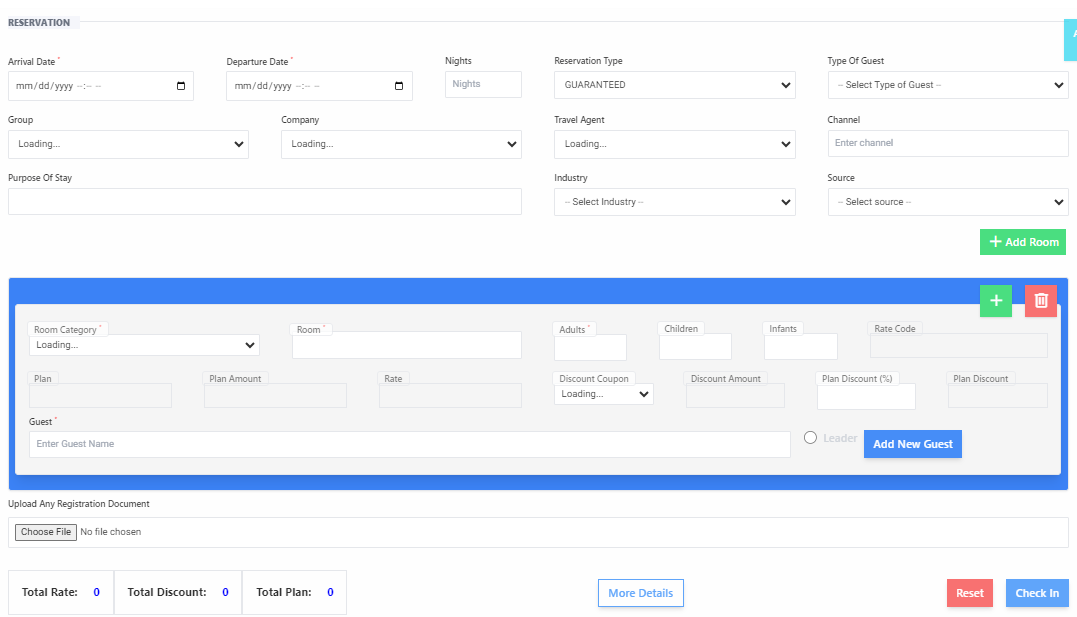 RESERVATION
Arrival Date * Departure Date * Nights Reservation Type Type Of Guest
mm/dd/yyyy --:-- -- mm/dd/yyyy --:-- -- Nights GUARANTEED -- Select Type of Guest --
Group Company Travel Agent Channel
Loading... Loading... Loading... Enter channel
Purpose Of Stay Industry Source
-- Select Industry -- -- Select source --
+ Add Room
+
Room Category * Room * Adults * Children Infants Rate Code
Loading...
Plan Plan Amount Rate Discount Coupon Discount Amount Plan Discount (%) Plan Discount
Loading...
Guest *
Enter Guest Name Leader Add New Guest
Upload Any Registration Document
Choose File No file chosen
Total Rate: 0 Total Discount: 0 Total Plan: 0 More Details Reset Check In